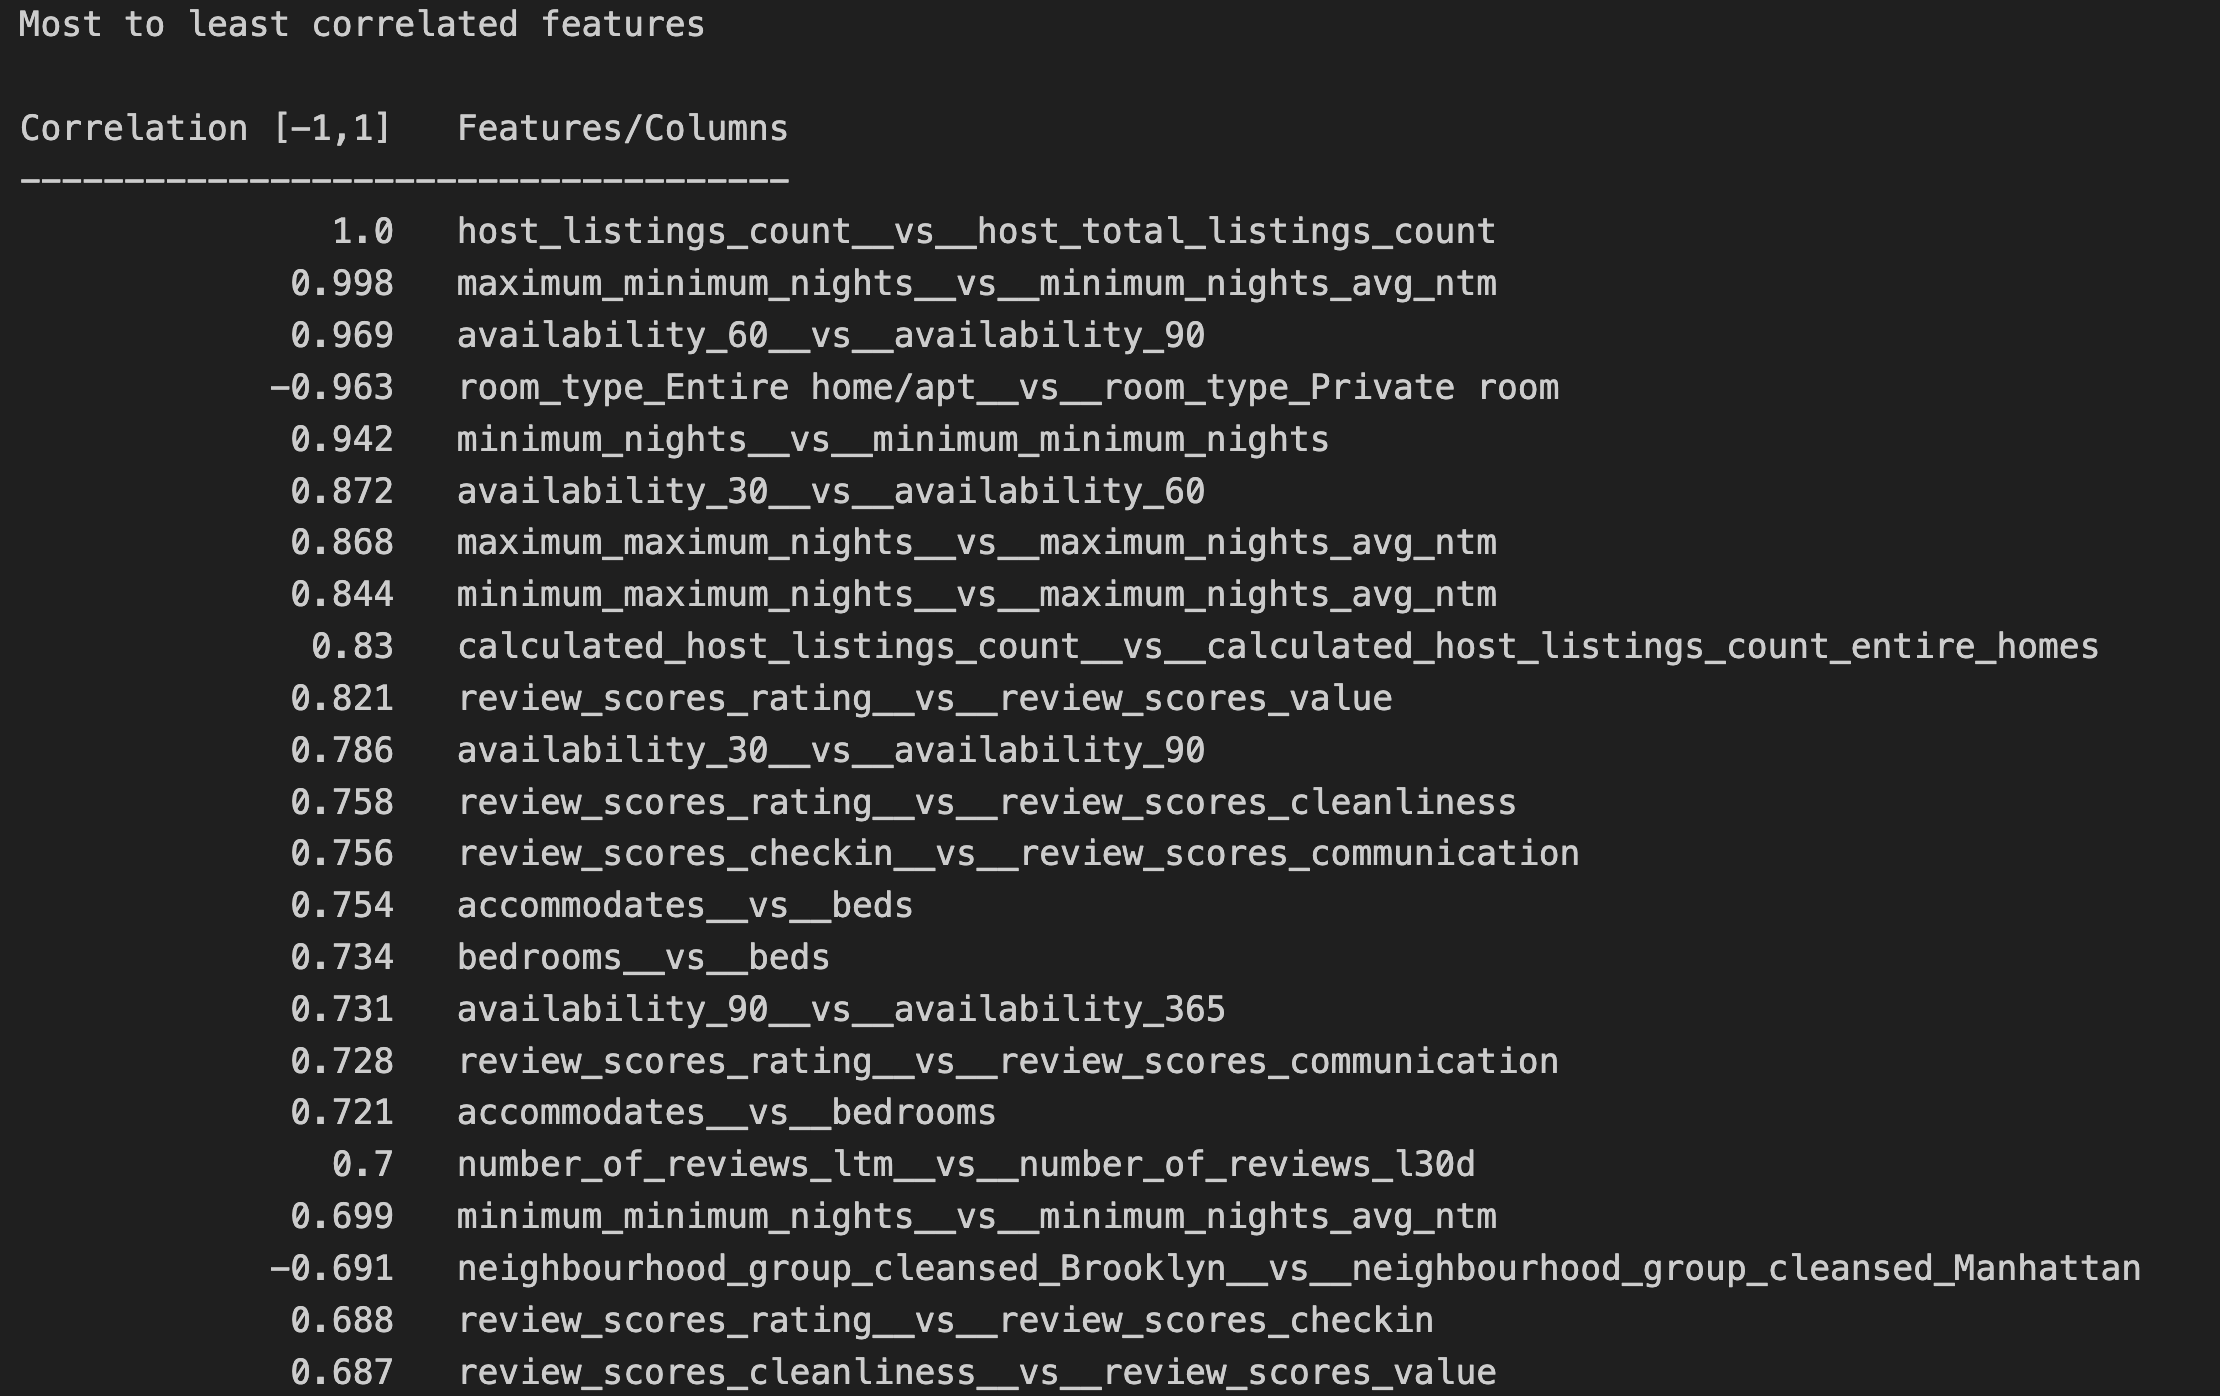 Most to least correlated features
Correlation [-1,1]   Features/Columns
-------------------------------------
1.0   host_listings_count__vs__host_total_listings_count
0.998   maximum_minimum_nights__vs__minimum_nights_avg_ntm
0.969   availability_60__vs__availability_90
-0.963   room_type_Entire home/apt__vs__room_type_Private room
0.942   minimum_nights__vs__minimum_minimum_nights
0.872   availability_30__vs__availability_60
0.868   maximum_maximum_nights__vs__maximum_nights_avg_ntm
0.844   minimum_maximum_nights__vs__maximum_nights_avg_ntm
0.83   calculated_host_listings_count__vs__calculated_host_listings_count_entire_homes
0.821   review_scores_rating__vs__review_scores_value
0.786   availability_30__vs__availability_90
0.758   review_scores_rating__vs__review_scores_cleanliness
0.756   review_scores_checkin__vs__review_scores_communication
0.754   accommodates__vs__beds
0.734   bedrooms__vs__beds
0.731   availability_90__vs__availability_365
0.728   review_scores_rating__vs__review_scores_communication
0.721   accommodates__vs__bedrooms
0.7   number_of_reviews_ltm__vs__number_of_reviews_l30d
0.699   minimum_minimum_nights__vs__minimum_nights_avg_ntm
-0.691   neighbourhood_group_cleansed_Brooklyn__vs__neighbourhood_group_cleansed_Manhattan
0.688   review_scores_rating__vs__review_scores_checkin
0.687   review_scores_cleanliness__vs__review_scores_value